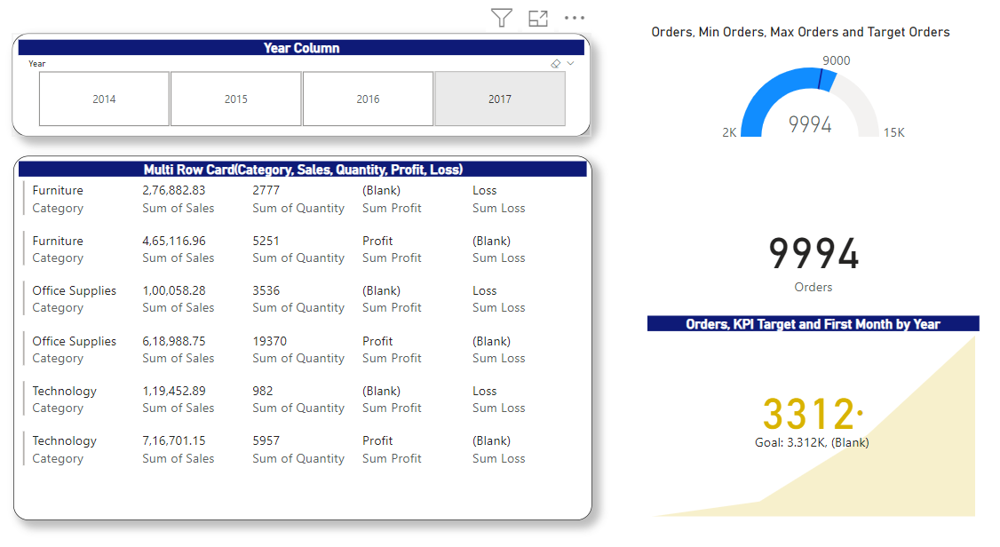 Year Column
Year
2014 2015 2016 2017
Multi Row Card(Category, Sales, Quantity, Profit, Loss)
Furniture 2,76,882.83 2777 (Blank) Loss
Category Sum of Sales Sum of Quantity Sum Profit Sum Loss
Furniture 4,65,116.96 5251 Profit (Blank)
Category Sum of Sales Sum of Quantity Sum Profit Sum Loss
Office Supplies 1,00,058.28 3536 (Blank) Loss
Category Sum of Sales Sum of Quantity Sum Profit Sum Loss
Office Supplies 6,18,988.75 19370 Profit (Blank)
Category Sum of Sales Sum of Quantity Sum Profit Sum Loss
Technology 1,19,452.89 982 (Blank) Loss
Category Sum of Sales Sum of Quantity Sum Profit Sum Loss
Technology 7,16,701.15 5957 Profit (Blank)
Category Sum of Sales Sum of Quantity Sum Profit Sum Loss
Orders, Min Orders, Max Orders and Target Orders
9000
9994
2K 15K
9994
Orders
Orders, KPI Target and First Month by Year
3312
Goal: 3.312K, (Blank)